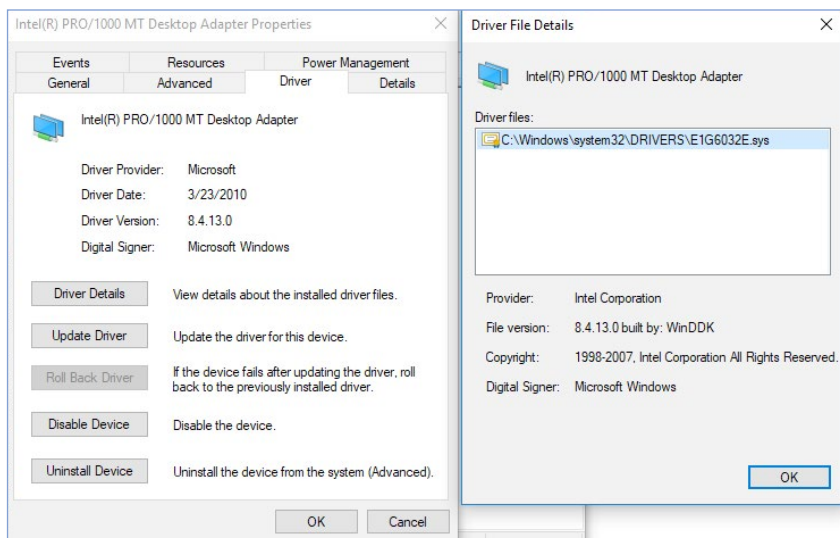 Intel(R) PRO/1000 MT Desktop Adapter Properties
Events Resources Power Management
General Advanced Driver Details
Intel(R) PRO/1000 MT Desktop Adapter
Driver Provider: Microsoft
Driver Date: 3/23/2010
Driver Version: 8.4.13.0
Digital Signer: Microsoft Windows
Driver Details View details about the installed driver files.
Update Driver Update the driver for this device.
Roll Back Driver If the device fails after updating the driver, roll
back to the previously installed driver.
Disable Device Disable the device.
Uninstall Device Uninstall the device from the system (Advanced).
OK Cancel
Driver File Details
Intel(R) PRO/1000 MT Desktop Adapter
Driver files:
C:\Windows\system32\DRIVERS\E1G6032E.sys
Provider: Intel Corporation
File version: 8.4.13.0 built by: WinDDK
Copyright: 1998-2007, Intel Corporation All Rights Reserved.
Digital Signer: Microsoft Windows
OK